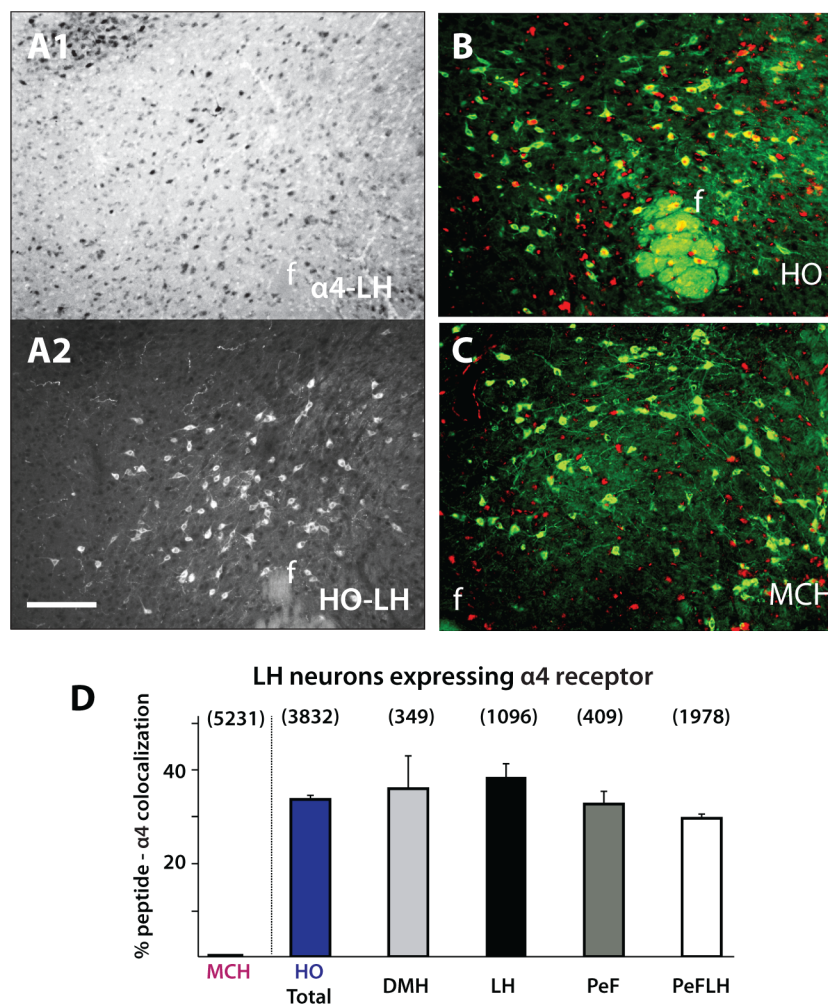 A1
f
α4-LH
B
f
HO
A2
f
HO-LH
C
f
MCH
D
LH neurons expressing α4 receptor
(5231) (3832) (349) (1096) (409) (1978)
% peptide - α4 colocalization
40
20
MCH HO Total DMH LH PeF PeFLH